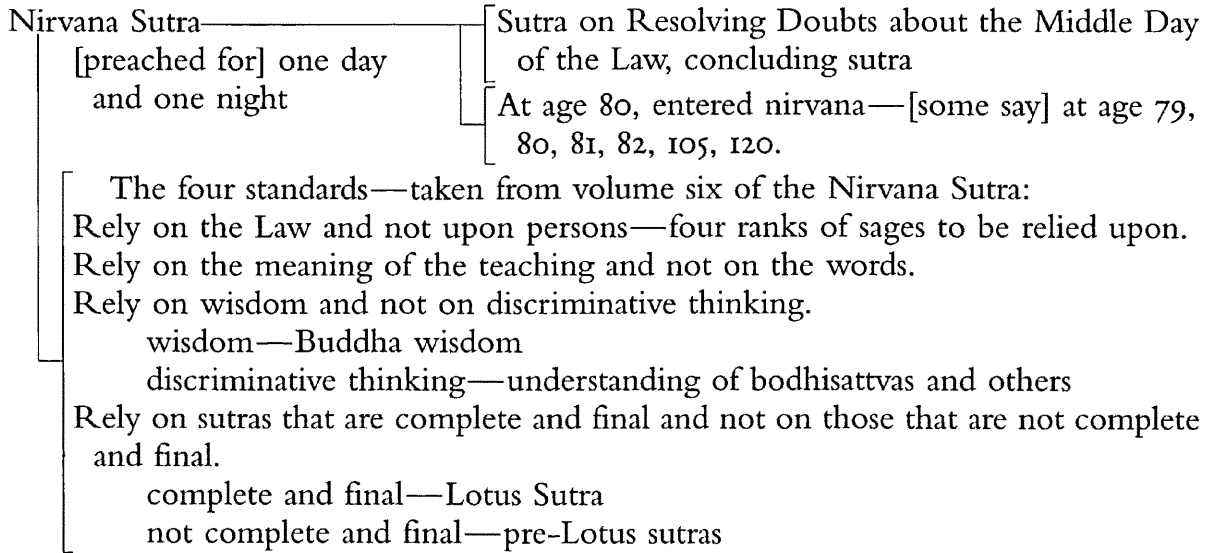 Nirvana Sutra
[preached for] one day
and one night
Sutra on Resolving Doubts about the Middle Day
of the Law, concluding sutra
At age 80, entered nirvana—[some say] at age 79,
80, 81, 82, 105, 120.
The four standards—taken from volume six of the Nirvana Sutra:
Rely on the Law and not upon persons—four ranks of sages to be relied upon.
Rely on the meaning of the teaching and not on the words.
Rely on wisdom and not on discriminative thinking.
wisdom—Buddha wisdom
discriminative thinking—understanding of bodhisattvas and others
Rely on sutras that are complete and final and not on those that are not complete
and final.
complete and final—Lotus Sutra
not complete and final—pre-Lotus sutras